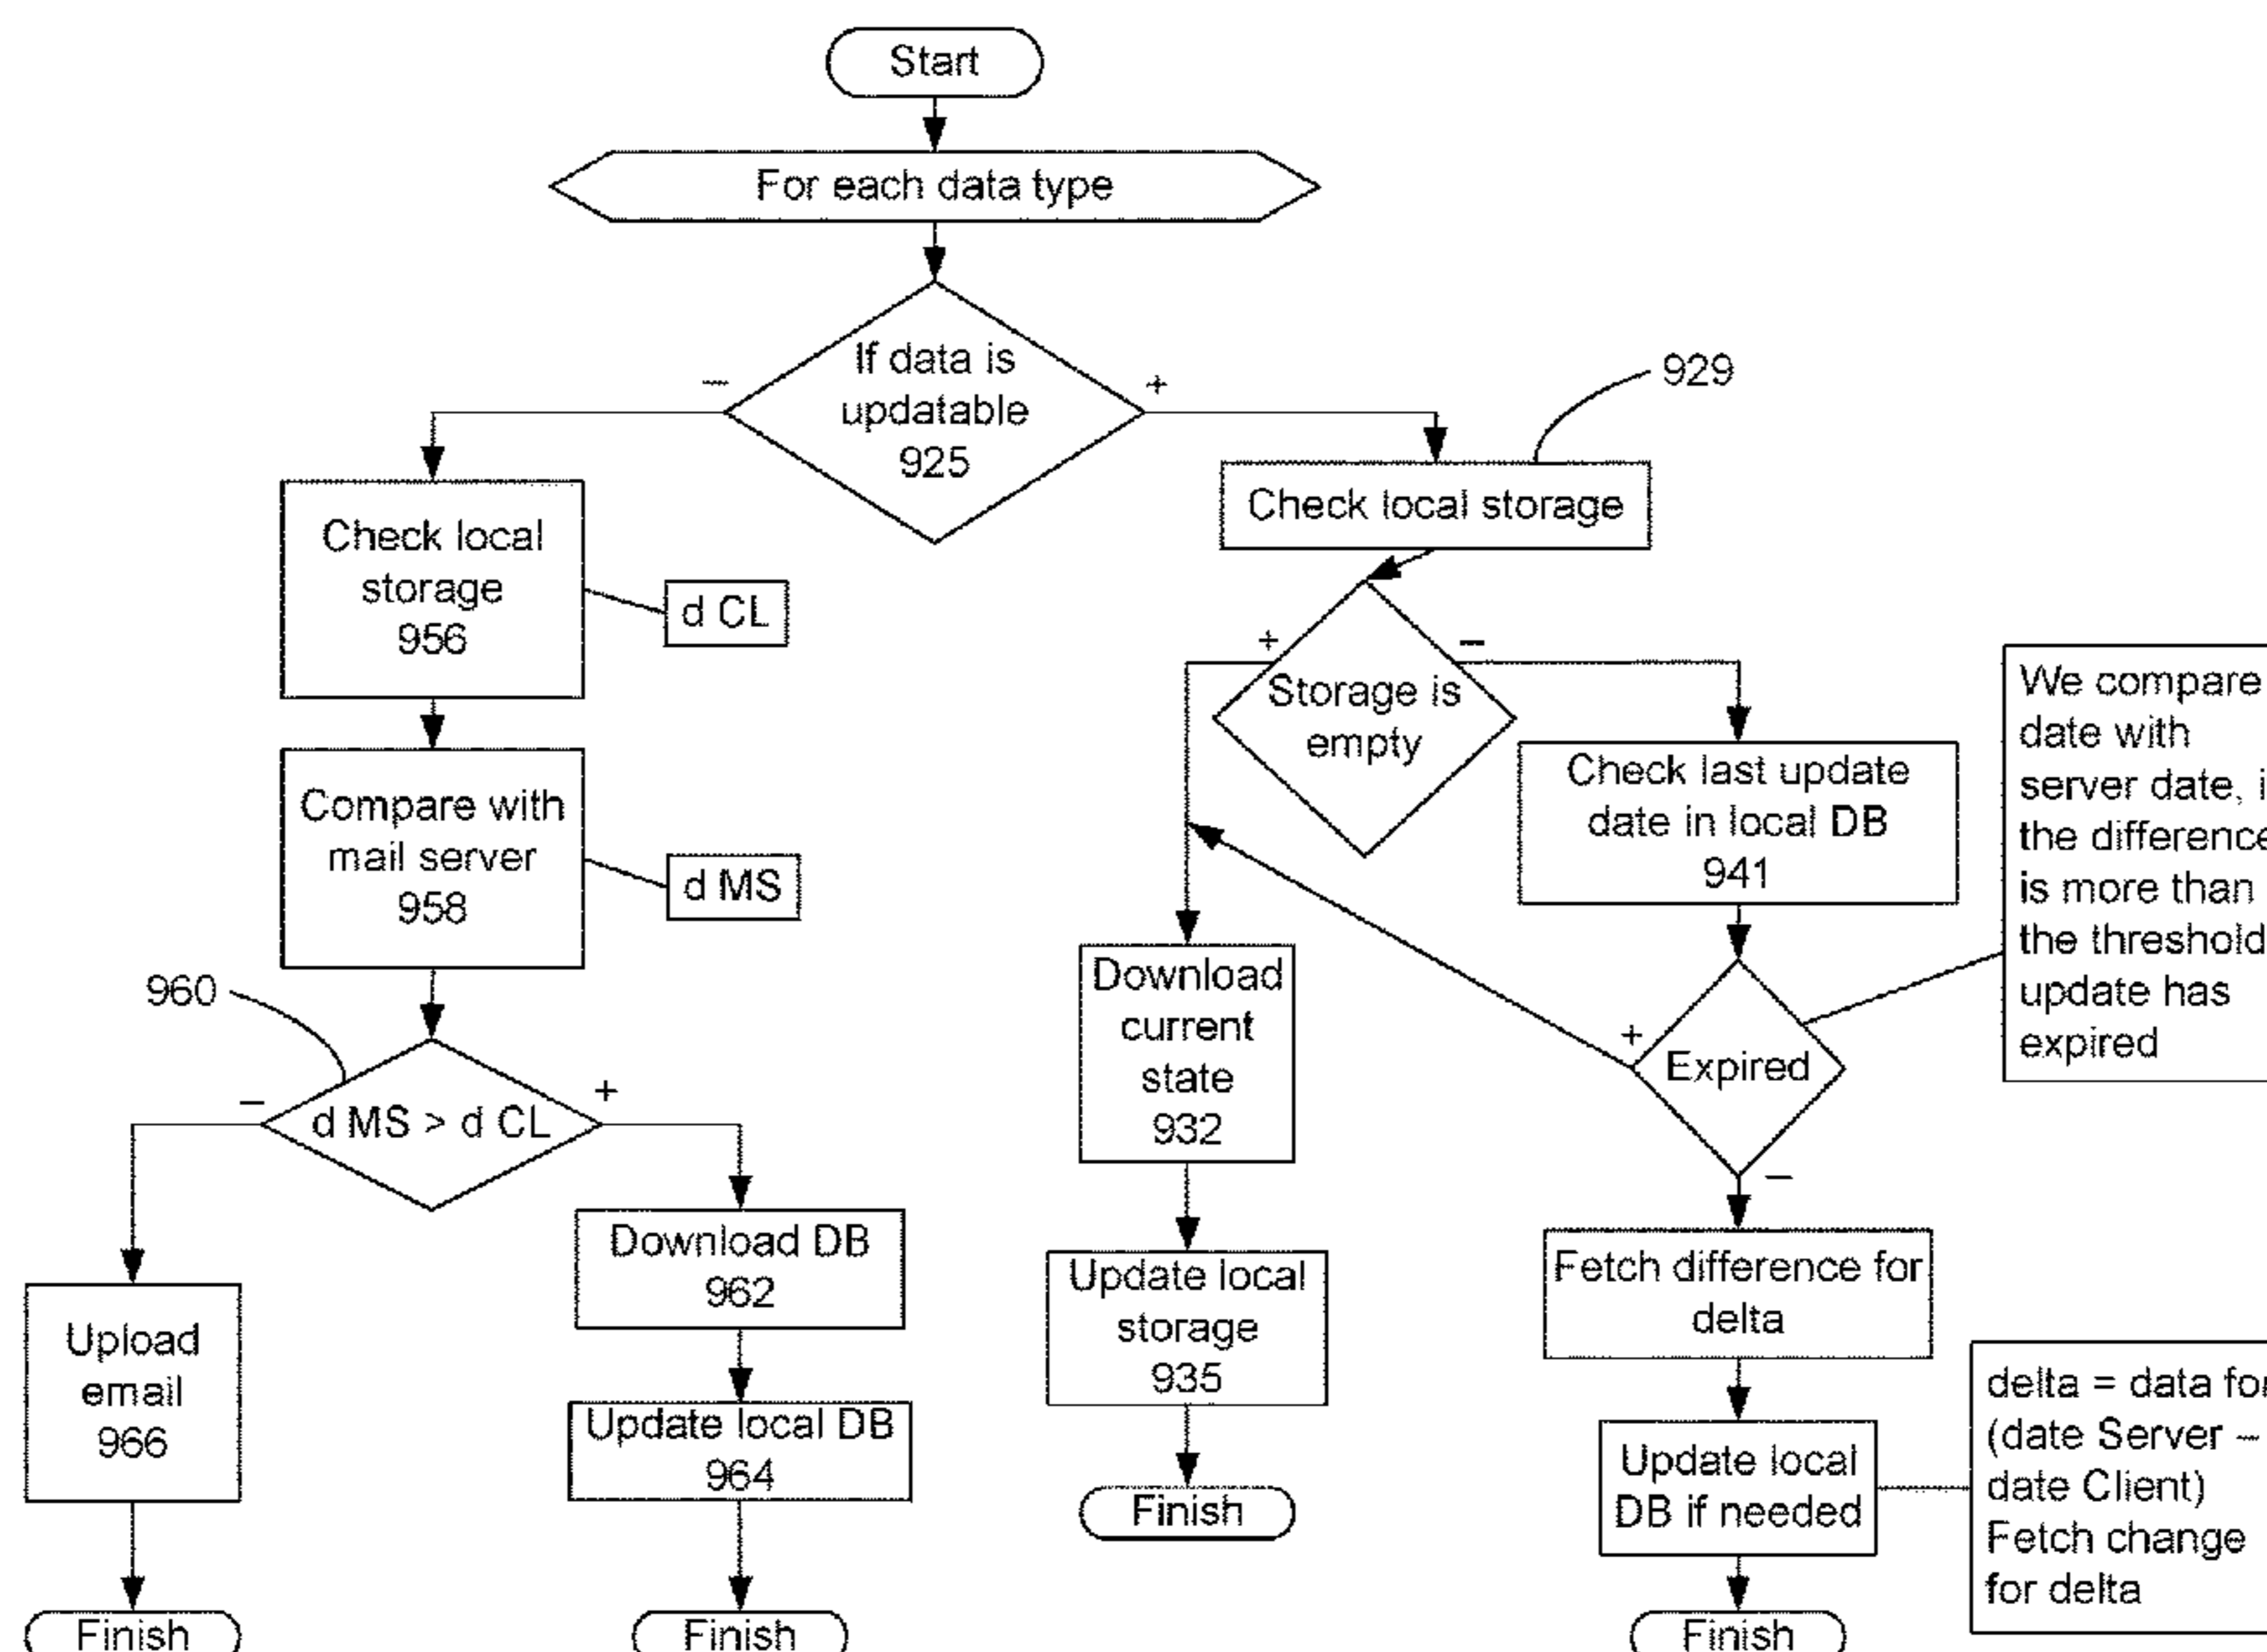 Start
For each data type
If data is
updatable
925
−
+
929
Check local storage
Check local
storage
956
d CL
Compare with
mail server
958
d MS
960
d MS > d CL
−
+
Upload
email
966
Finish
Download DB
962
Update local DB
964
Finish
Storage is
empty
+
−
Download
current
state
932
Update local
storage
935
Finish
Check last update
date in local DB
941
Expired
+
−
We compare
date with
server date,
the difference
is more than
the threshold
update has
expired
Fetch difference for
delta
Update local
DB if needed
Finish
delta = data for
(date Server –
date Client)
Fetch change
for delta